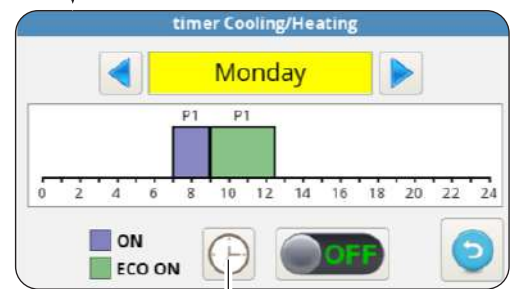 timer Cooling/Heating
Monday
P1 P1
0 2 4 6 8 10 12 14 16 18 20 22 24
ON
ECO ON
OFF